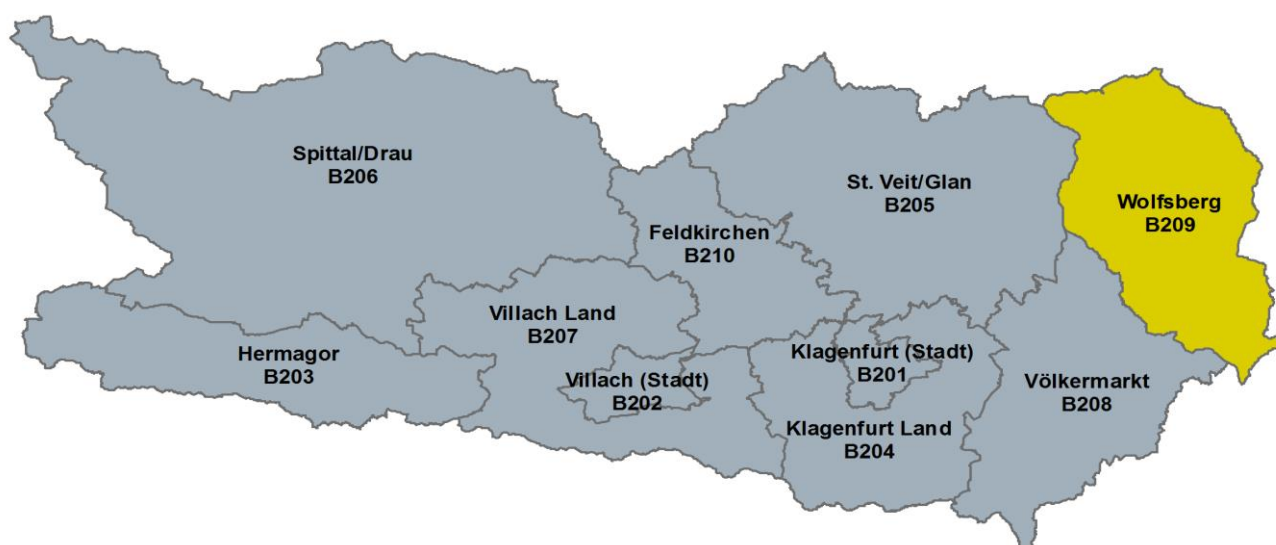 Spittal/Drau
B206
St. Veit/Glan
B205
Wolfsberg
B209
Feldkirchen
B210
Villach Land
B207
Hermagor
B203
Villach (Stadt)
B202
Klagenfurt (Stadt)
B201
Völkermarkt
B208
Klagenfurt Land
B204